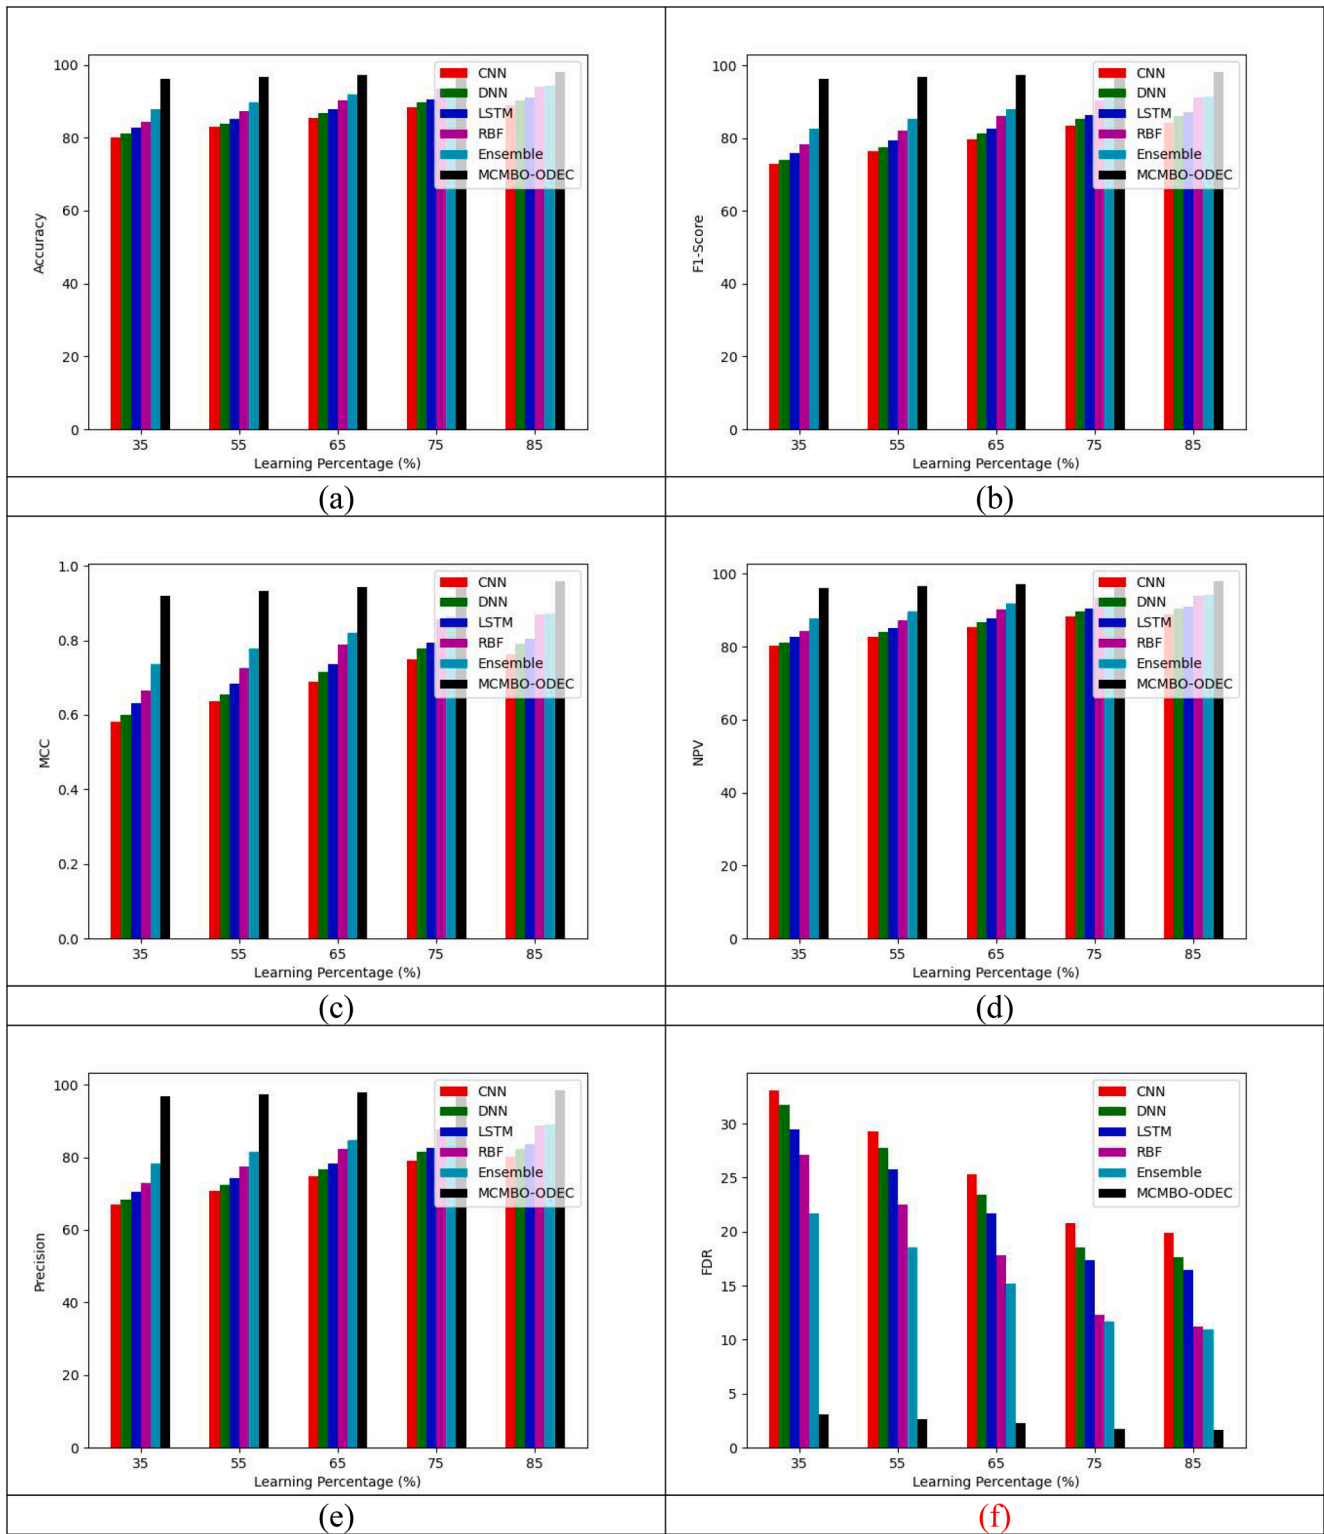 100
80
60
40
20
0
Accuracy
35 55 65 75 85
Learning Percentage (%)
CNN
DNN
LSTM
RBF
Ensemble
MCMBO-ODEC
(a)
100
80
60
40
20
0
F1-Score
35 55 65 75 85
Learning Percentage (%)
CNN
DNN
LSTM
RBF
Ensemble
MCMBO-ODEC
(b)
1.0
0.8
0.6
0.4
0.2
0.0
MCC
35 55 65 75 85
Learning Percentage (%)
CNN
DNN
LSTM
RBF
Ensemble
MCMBO-ODEC
(c)
100
80
60
40
20
0
NPV
35 55 65 75 85
Learning Percentage (%)
CNN
DNN
LSTM
RBF
Ensemble
MCMBO-ODEC
(d)
100
80
60
40
20
0
Precision
35 55 65 75 85
Learning Percentage (%)
CNN
DNN
LSTM
RBF
Ensemble
MCMBO-ODEC
(e)
30
25
20
15
10
5
0
FDR
35 55 65 75 85
Learning Percentage (%)
CNN
DNN
LSTM
RBF
Ensemble
MCMBO-ODEC
(f)